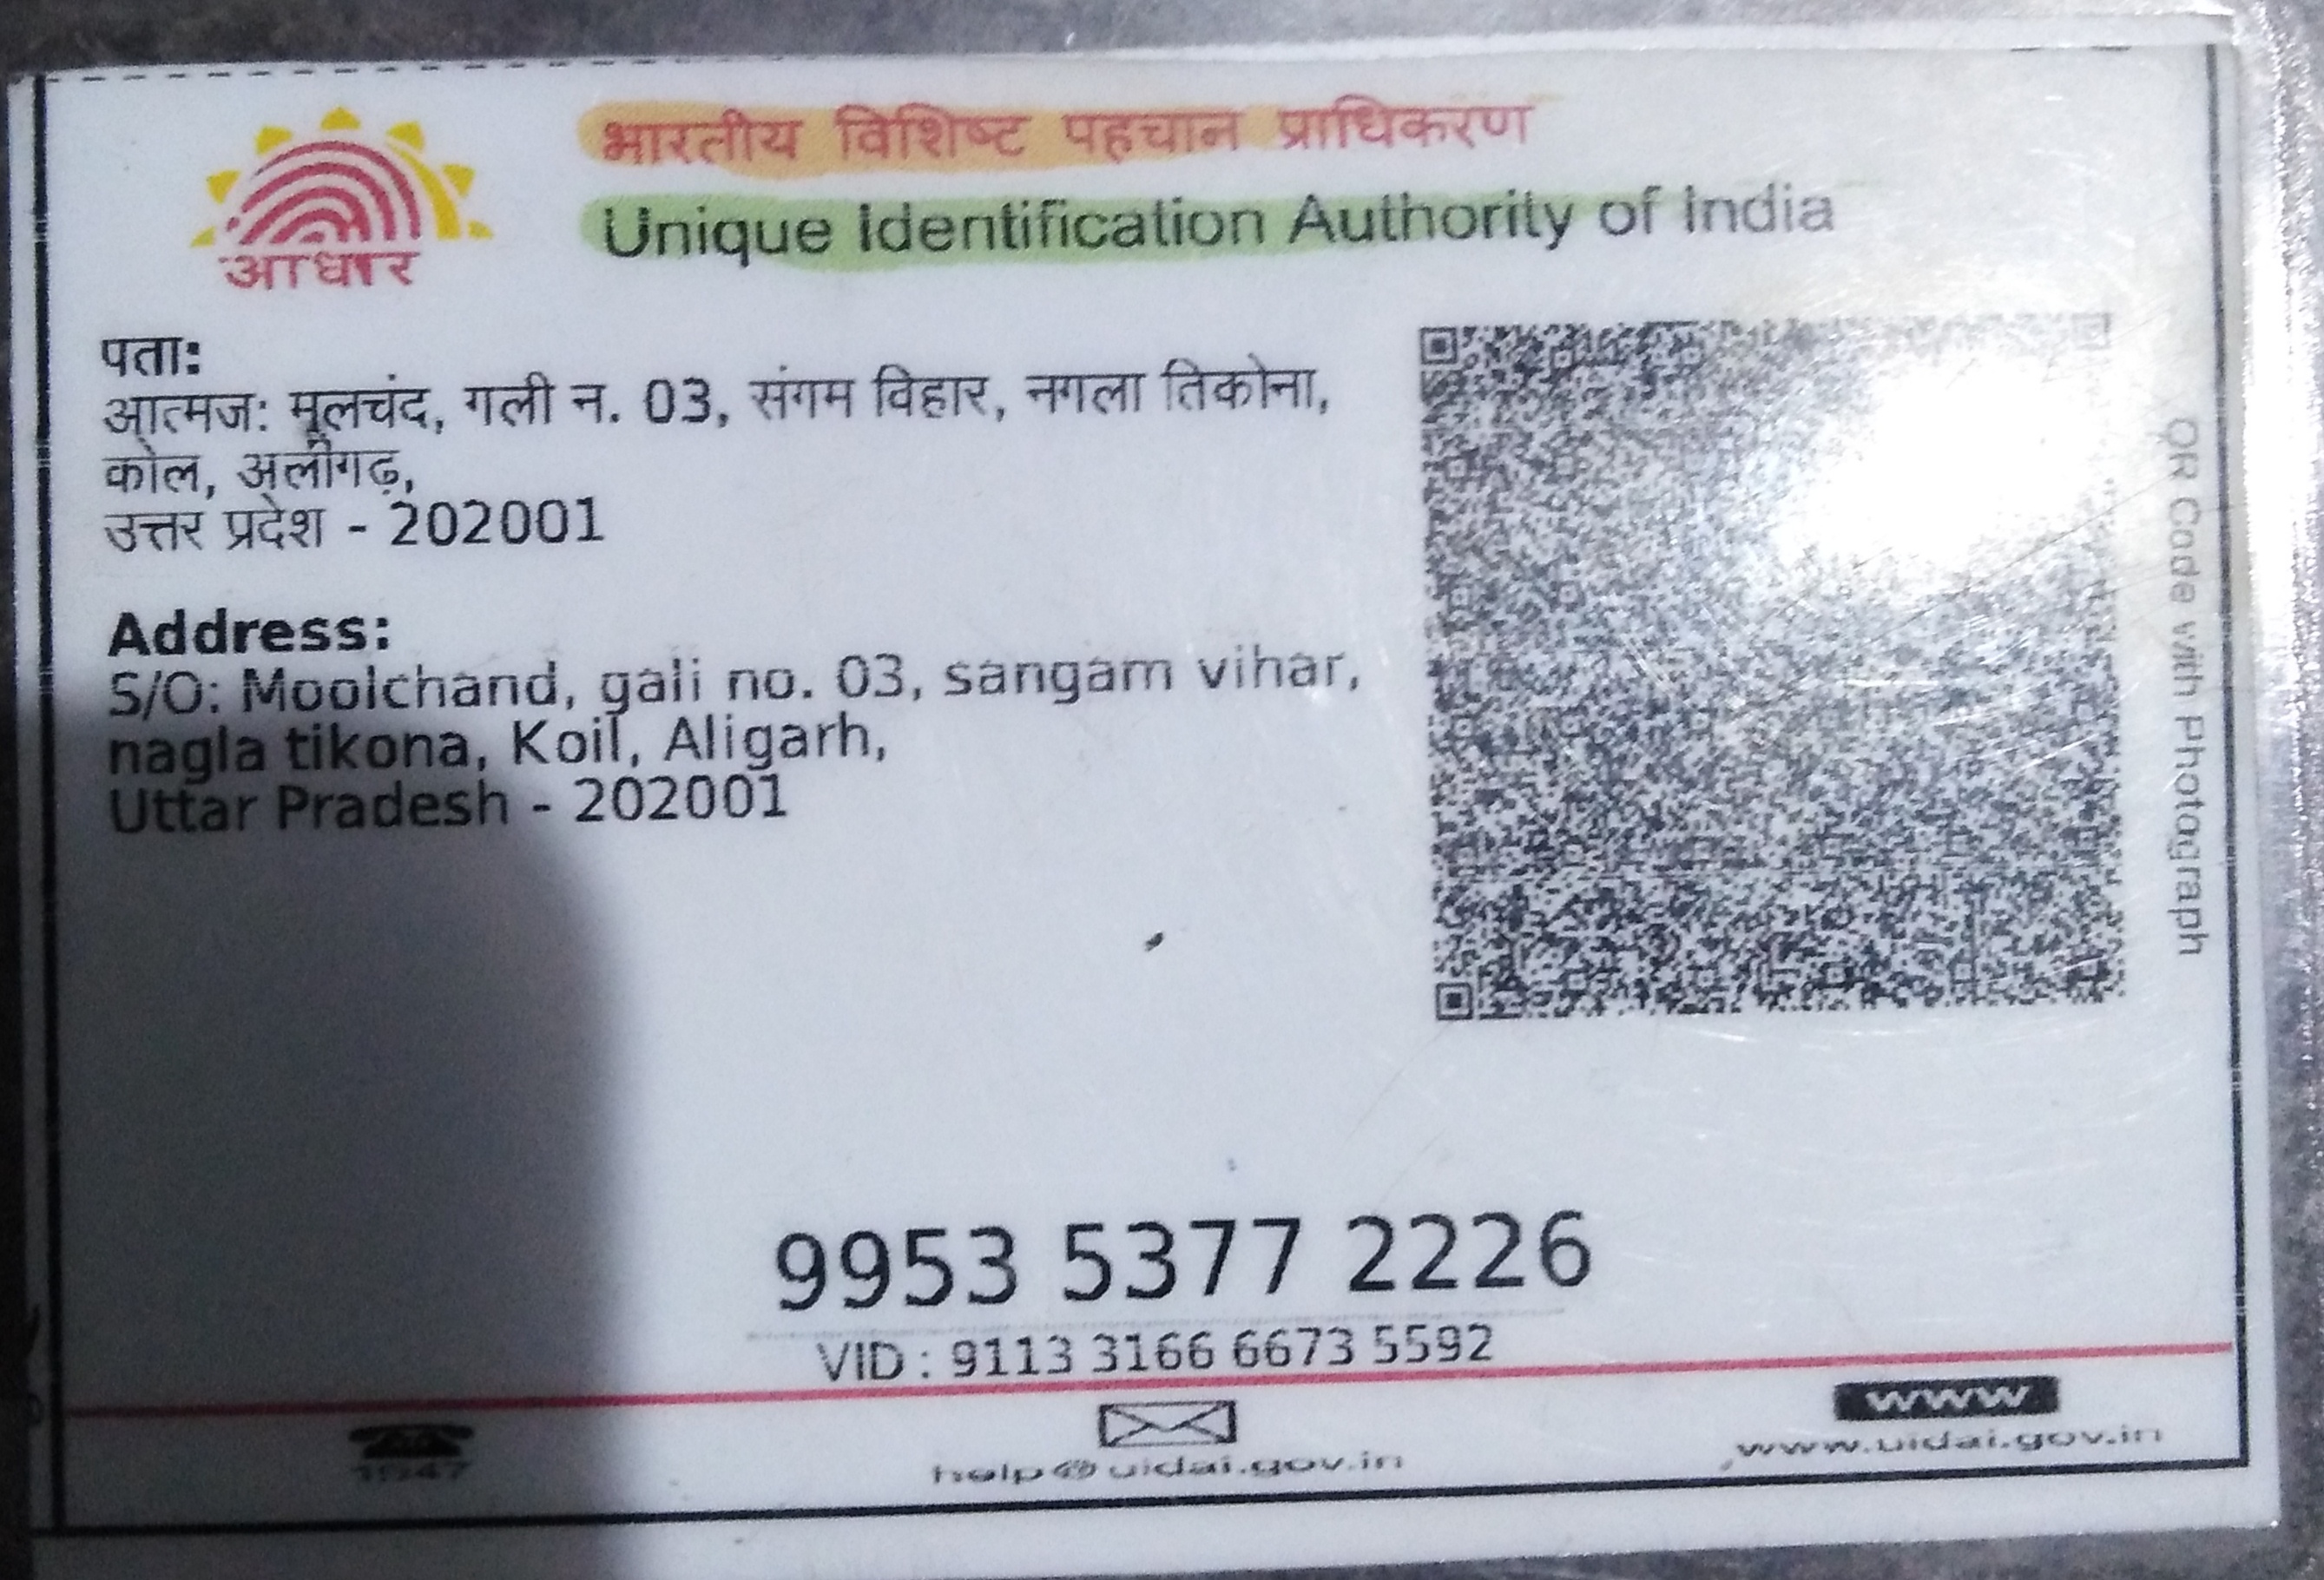 आधार
भारतीय विशिष्ट पहचान प्राधिकरण
Unique Identification Authority of India
पता:
आत्मज: मूलचंद, गली न. 03, संगम विहार, नगला तिकोना,
कोल, अलीगढ़,
उत्तर प्रदेश - 202001
Address:
S/O: Moolchand, gali no. 03, sangam vihar,
nagla tikona, Koil, Aligarh,
Uttar Pradesh - 202001
QR Code with Photograph
9953 5377 2226
VID : 9113 3166 6673 5592
1947
help@uidai.gov.in
www
www.uidai.gov.in